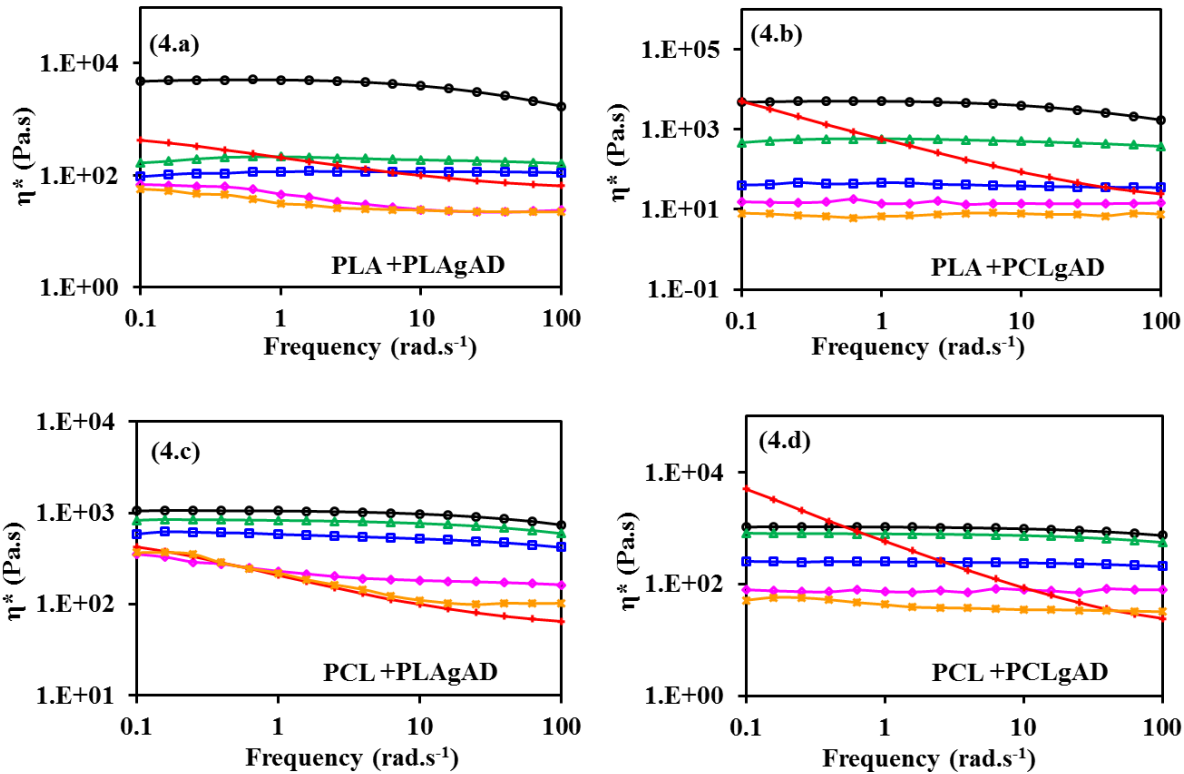 (4.a)
1.E+04
1.E+02
1.E+00
η* (Pa.s)
PLA +PLAgAD
0.1 1 10 100
Frequency (rad.s-1)
(4.b)
1.E+05
1.E+03
1.E+01
1.E-01
η* (Pa.s)
PLA +PCLgAD
0.1 1 10 100
Frequency (rad.s-1)
(4.c)
1.E+04
1.E+03
1.E+02
1.E+01
η* (Pa.s)
PCL +PLAgAD
0.1 1 10 100
Frequency (rad.s-1)
(4.d)
1.E+04
1.E+02
1.E+00
η* (Pa.s)
PCL +PCLgAD
0.1 1 10 100
Frequency (rad.s-1)